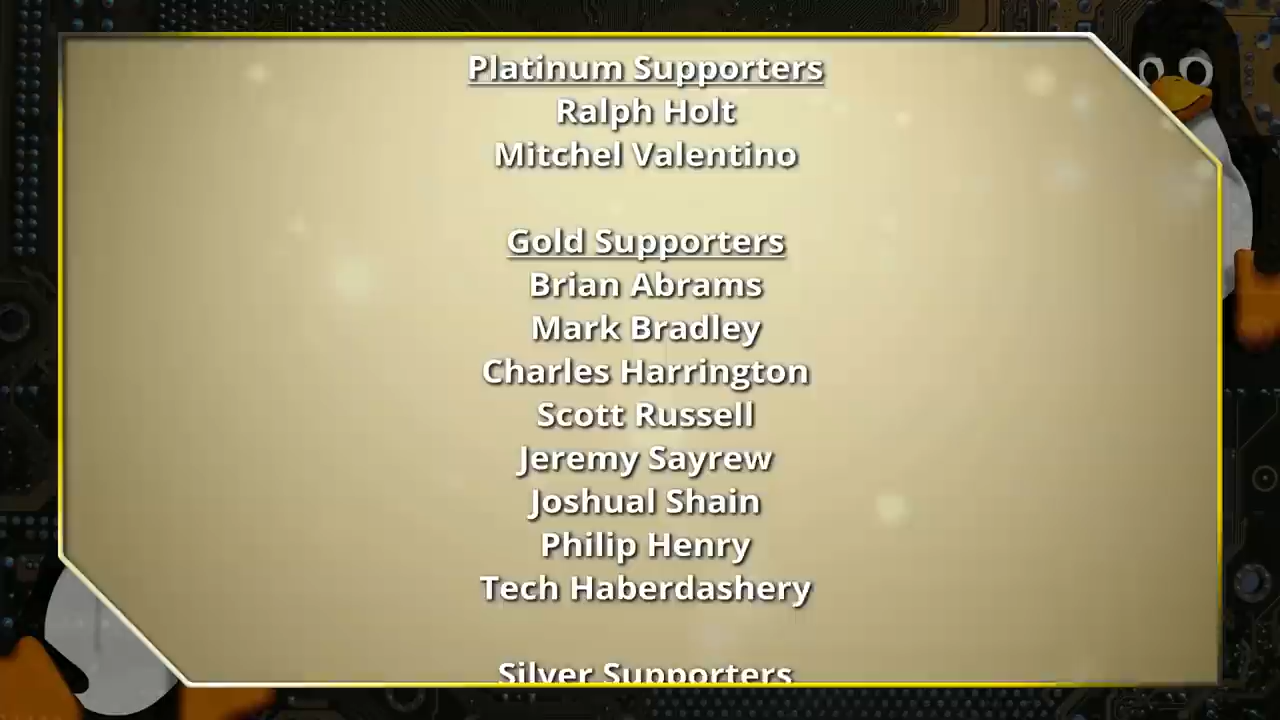 Platinum Supporters
Ralph Holt
Mitchel Valentino
Gold Supporters
Brian Abrams
Mark Bradley
Charles Harrington
Scott Russell
Jeremy Sayrew
Joshual Shain
Philip Henry
Tech Haberdashery
Silver Supporters